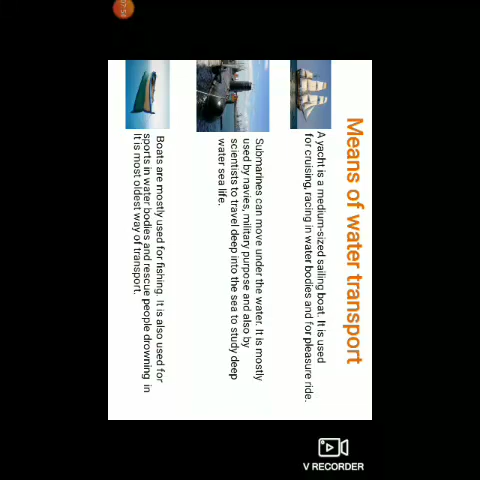 07:58
Means of water transport
A yacht is a medium-sized sailing boat. It is used
for cruising, racing in water bodies and for pleasure ride.
Submarines can move under the water. It is mostly
used by navies, military purpose and also by
scientists to travel deep into the sea to study deep
water sea life.
Boats are mostly used for fishing. It is also used for
sports in water bodies and rescue people drowning in
It is most oldest way of transport.
V RECORDER